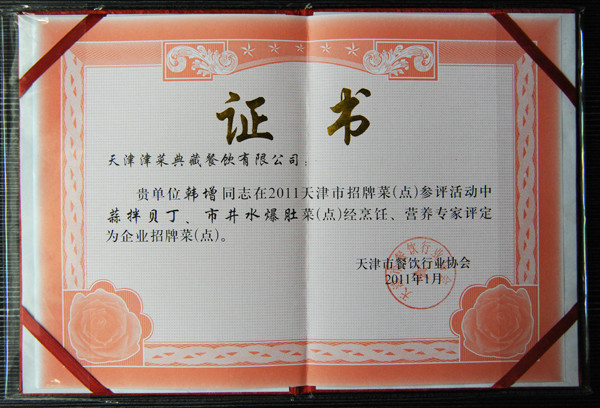 证书
天津津菜典藏餐饮有限公司：
贵单位韩增同志在2011天津市招牌菜(点)参评活动中
蒜拌贝丁、市井水爆肚菜(点)经烹饪、营养专家评定
为企业招牌菜(点)。
天津市餐饮行业协会
2011年1月